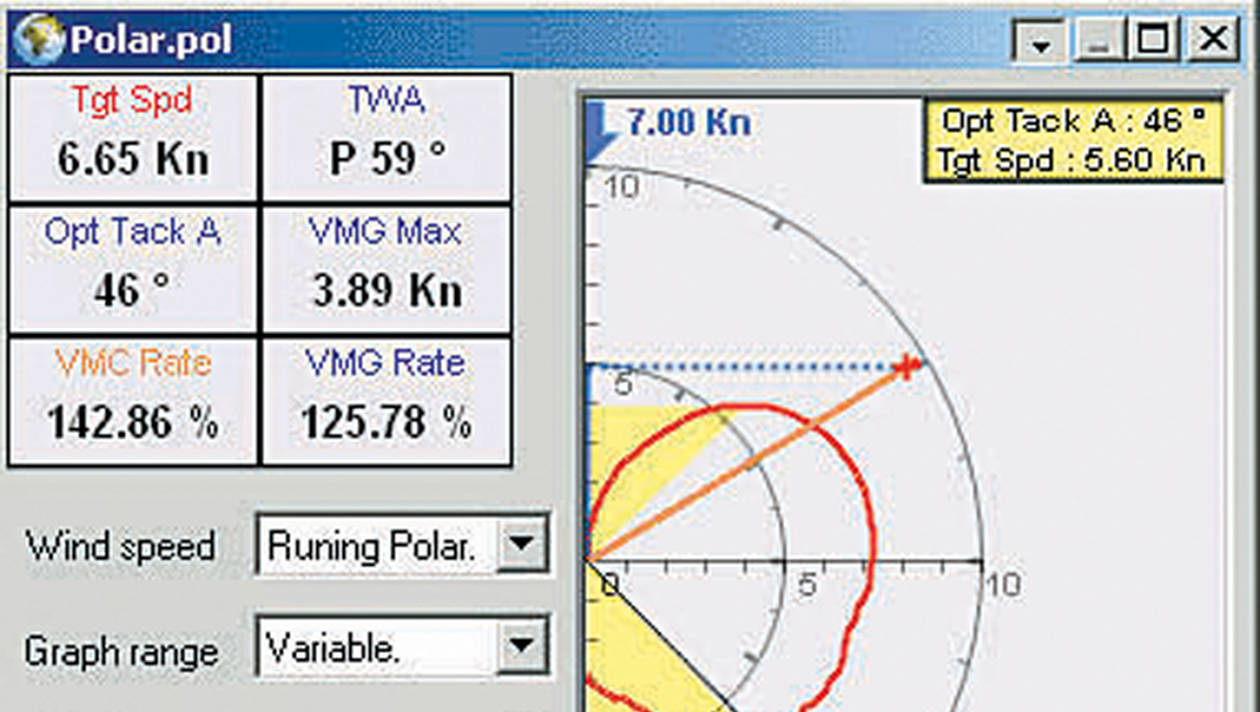 Polar.pol
Tgt Spd
6.65 Kn
TWA
P 59 °
Opt Tack A
46 °
VMG Max
3.89 Kn
VMC Rate
142.86 %
VMG Rate
125.78 %
Wind speed
Runing Polar.
Graph range
Variable.
7.00 Kn
Opt Tack A : 46 °
Tgt Spd : 5.60 Kn
10
5
0
5
10